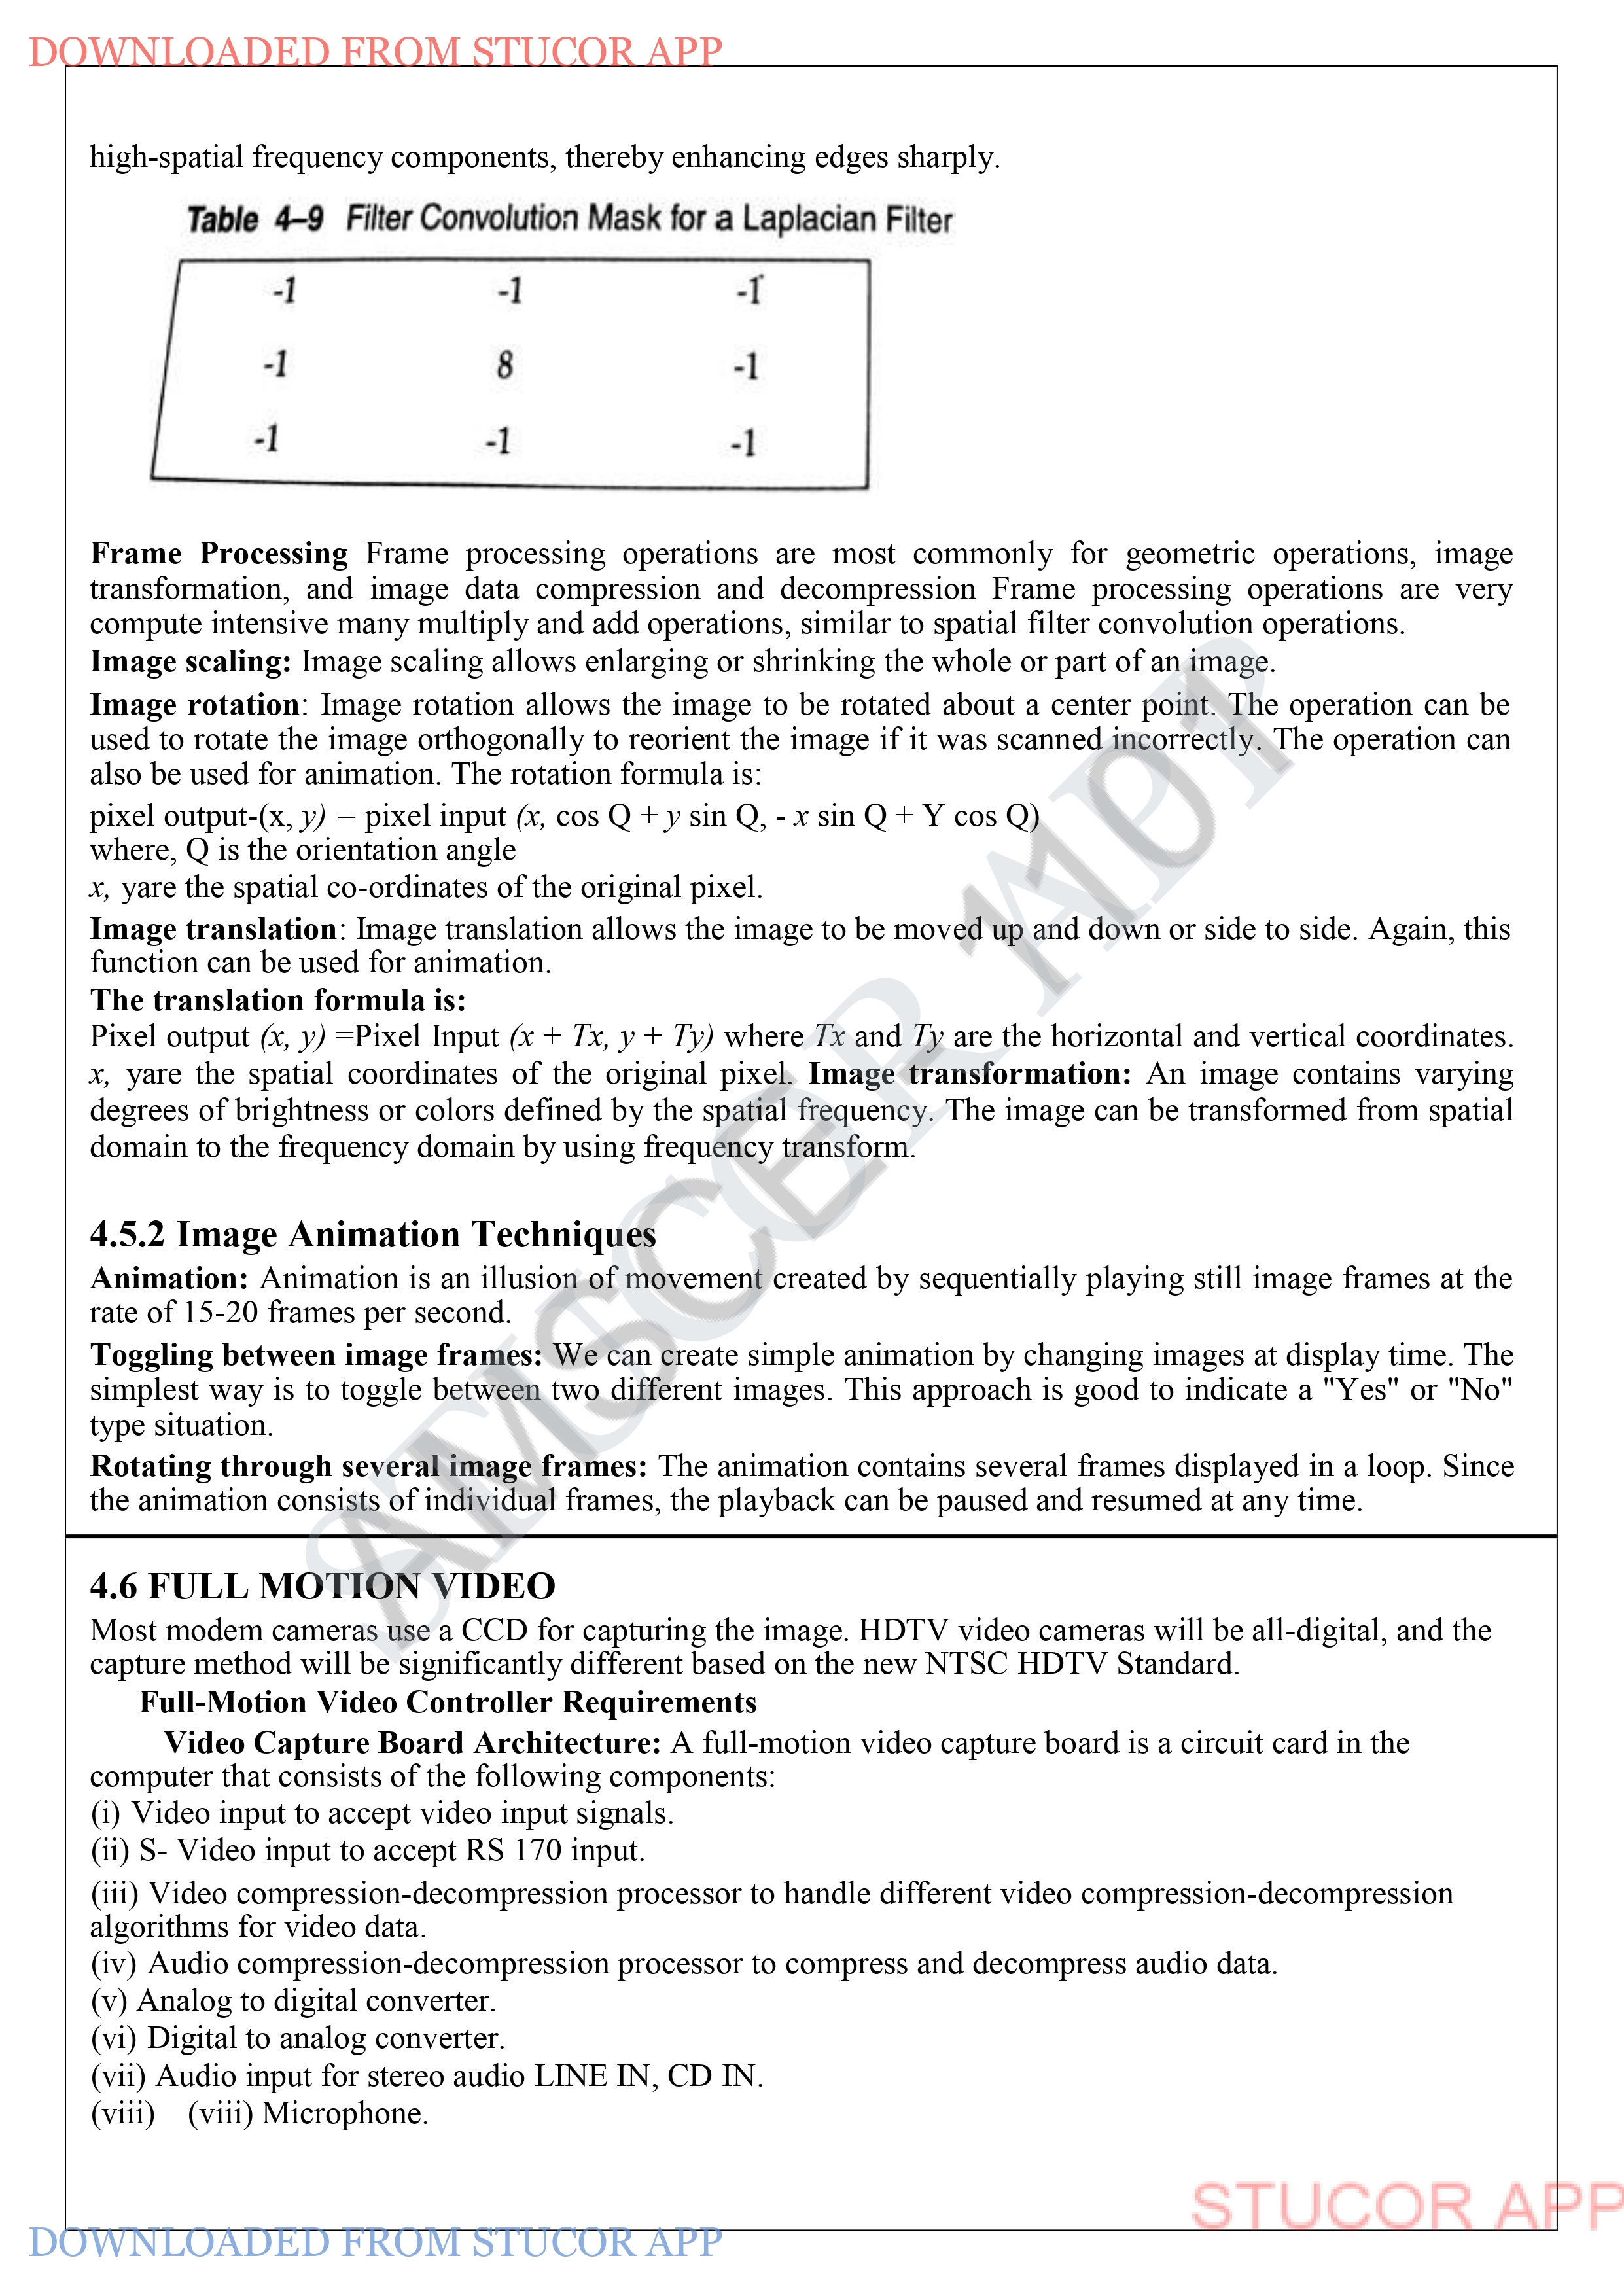 DOWNLOADED FROM STUCOR APP
high-spatial frequency components, thereby enhancing edges sharply.
Table 4–9 Filter Convolution Mask for a Laplacian Filter
-1 -1 -1
-1 8 -1
-1 -1 -1
Frame Processing Frame processing operations are most commonly for geometric operations, image
transformation, and image data compression and decompression Frame processing operations are very
compute intensive many multiply and add operations, similar to spatial filter convolution operations.
Image scaling: Image scaling allows enlarging or shrinking the whole or part of an image.
Image rotation: Image rotation allows the image to be rotated about a center point. The operation can be
used to rotate the image orthogonally to reorient the image if it was scanned incorrectly. The operation can
also be used for animation. The rotation formula is:
pixel output-(x, y) = pixel input (x, cos Q + y sin Q, - x sin Q + Y cos Q)
where, Q is the orientation angle
x, yare the spatial co-ordinates of the original pixel.
Image translation: Image translation allows the image to be moved up and down or side to side. Again, this
function can be used for animation.
The translation formula is:
Pixel output (x, y) =Pixel Input (x + Tx, y + Ty) where Tx and Ty are the horizontal and vertical coordinates.
x, yare the spatial coordinates of the original pixel. Image transformation: An image contains varying
degrees of brightness or colors defined by the spatial frequency. The image can be transformed from spatial
domain to the frequency domain by using frequency transform.
4.5.2 Image Animation Techniques
Animation: Animation is an illusion of movement created by sequentially playing still image frames at the
rate of 15-20 frames per second.
Toggling between image frames: We can create simple animation by changing images at display time. The
simplest way is to toggle between two different images. This approach is good to indicate a "Yes" or "No"
type situation.
Rotating through several image frames: The animation contains several frames displayed in a loop. Since
the animation consists of individual frames, the playback can be paused and resumed at any time.
4.6 FULL MOTION VIDEO
Most modem cameras use a CCD for capturing the image. HDTV video cameras will be all-digital, and the
capture method will be significantly different based on the new NTSC HDTV Standard.
Full-Motion Video Controller Requirements
Video Capture Board Architecture: A full-motion video capture board is a circuit card in the
computer that consists of the following components:
(i) Video input to accept video input signals.
(ii) S- Video input to accept RS 170 input.
(iii) Video compression-decompression processor to handle different video compression-decompression
algorithms for video data.
(iv) Audio compression-decompression processor to compress and decompress audio data.
(v) Analog to digital converter.
(vi) Digital to analog converter.
(vii) Audio input for stereo audio LINE IN, CD IN.
(viii) (viii) Microphone.
AMSCE 1101
STUCOR APP
STUCOR APP
DOWNLOADED FROM STUCOR APP